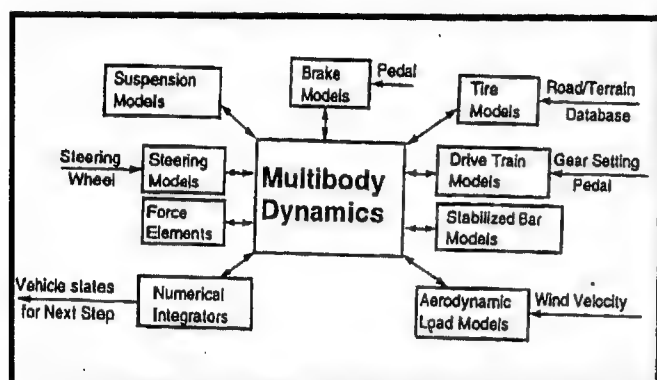 Suspension
Models
Brake
Models
Pedal
Tire
Models
Road/Terrain
Database
Steering
Wheel
Steering
Models
Multibody
Dynamics
Drive Train
Models
Gear Setting
Pedal
Force
Elements
Stabilized Bar
Models
Vehicle states
for Next Step
Numerical
Integrators
Aerodynamic
Load Models
Wind Velocity